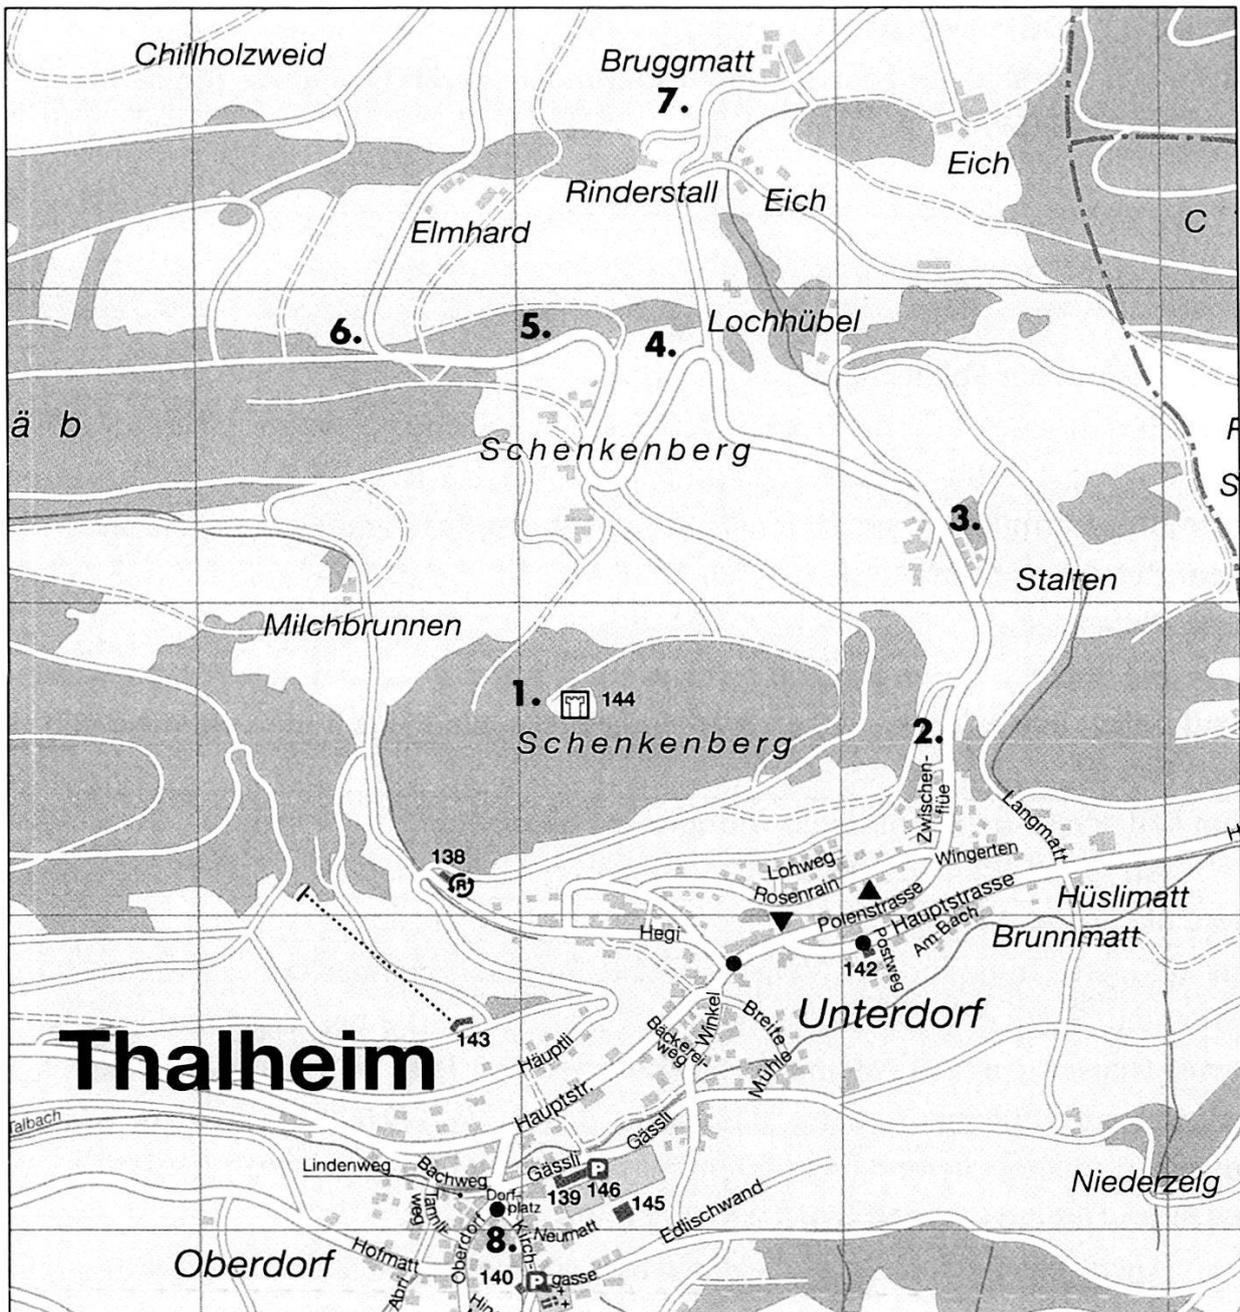 Chillholzweid
Bruggmatt
7.
Eich
Rinderstall
Eich
C
Elmhard
6.
5.
4.
Lochhübel
ä b
Schenkenberg
S
3.
Stalten
Milchbrunnen
1.
144
Schenkenberg
2.
Zwischen-
flüe
Langmatt
138
R
Lohweg
Wingerten
Rosenrain
Polenstrasse
Hauptstrasse
Hüslimatt
Hegi
Postweg
Am Bach
Brunnmatt
142
Unterdorf
143
Thalheim
Winkel
Breite
Bäckerei-
weg
Mühle
Häuptli
Hauptstr.
Talbach
Gässli
Lindenweg
Bachweg
Gässli
P
139
146
145
Niederzelg
Tännli-
weg
Dorf-
platz
Neumatt
Edlischwand
Oberdorf
8.
Kirch-
gasse
Hofmatt
Oberdorf
140
P